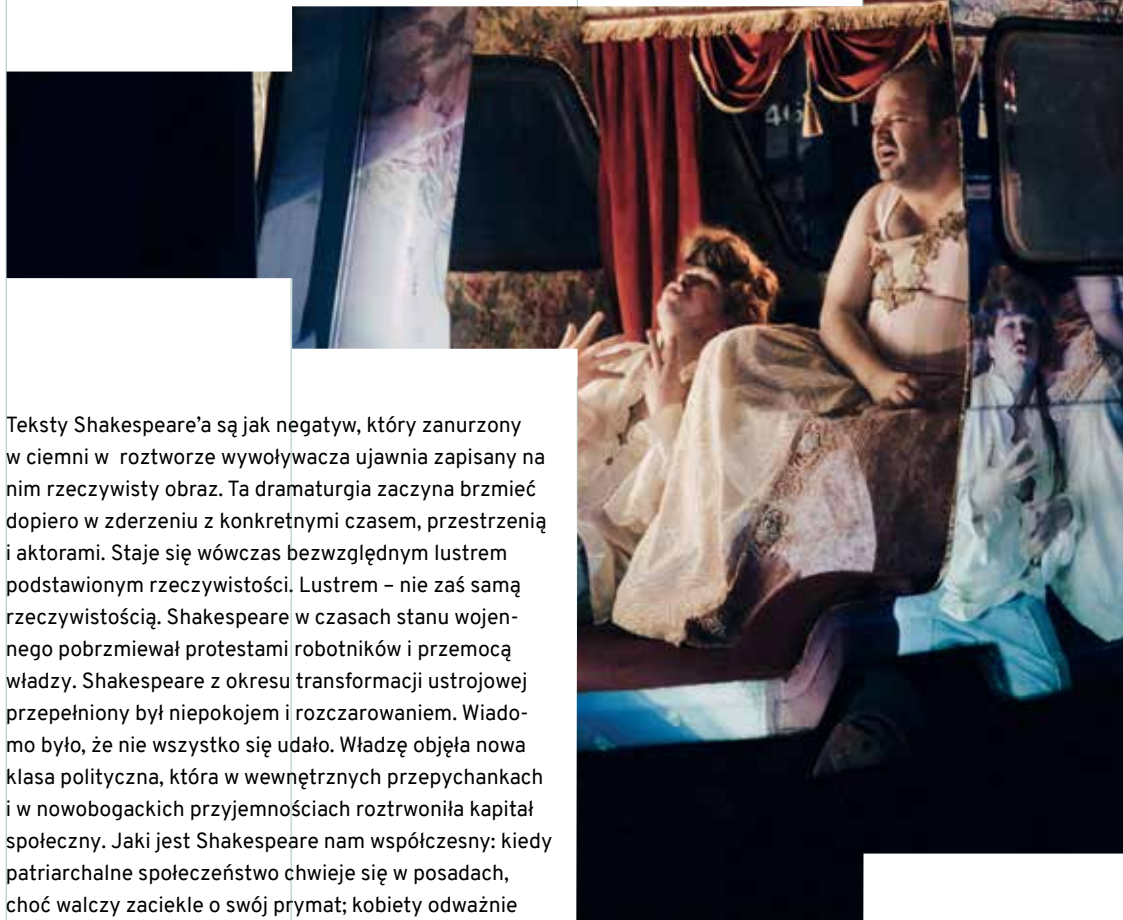 46
Teksty Shakespeare’a są jak negatyw, który zanurzony
w ciemni w  roztworze wywoływacza ujawnia zapisany na
nim rzeczywisty obraz. Ta dramaturgia zaczyna brzmieć
dopiero w zderzeniu z konkretnymi czasem, przestrzenią
i aktorami. Staje się wówczas bezwzględnym lustrem
podstawionym rzeczywistości. Lustrem – nie zaś samą
rzeczywistością. Shakespeare w czasach stanu wojen-
nego pobrzmiewał protestami robotników i przemocą
władzy. Shakespeare z okresu transformacji ustrojowej
przepełniony był niepokojem i rozczarowaniem. Wiado-
mo było, że nie wszystko się udało. Władzę objęła nowa
klasa polityczna, która w wewnętrznych przepychankach
i w nowobogackich przyjemnościach roztrwoniła kapitał
społeczny. Jaki jest Shakespeare nam współczesny: kiedy
patriarchalne społeczeństwo chwieje się w posadach,
choć walczy zaciekle o swój prymat; kobiety odważnie